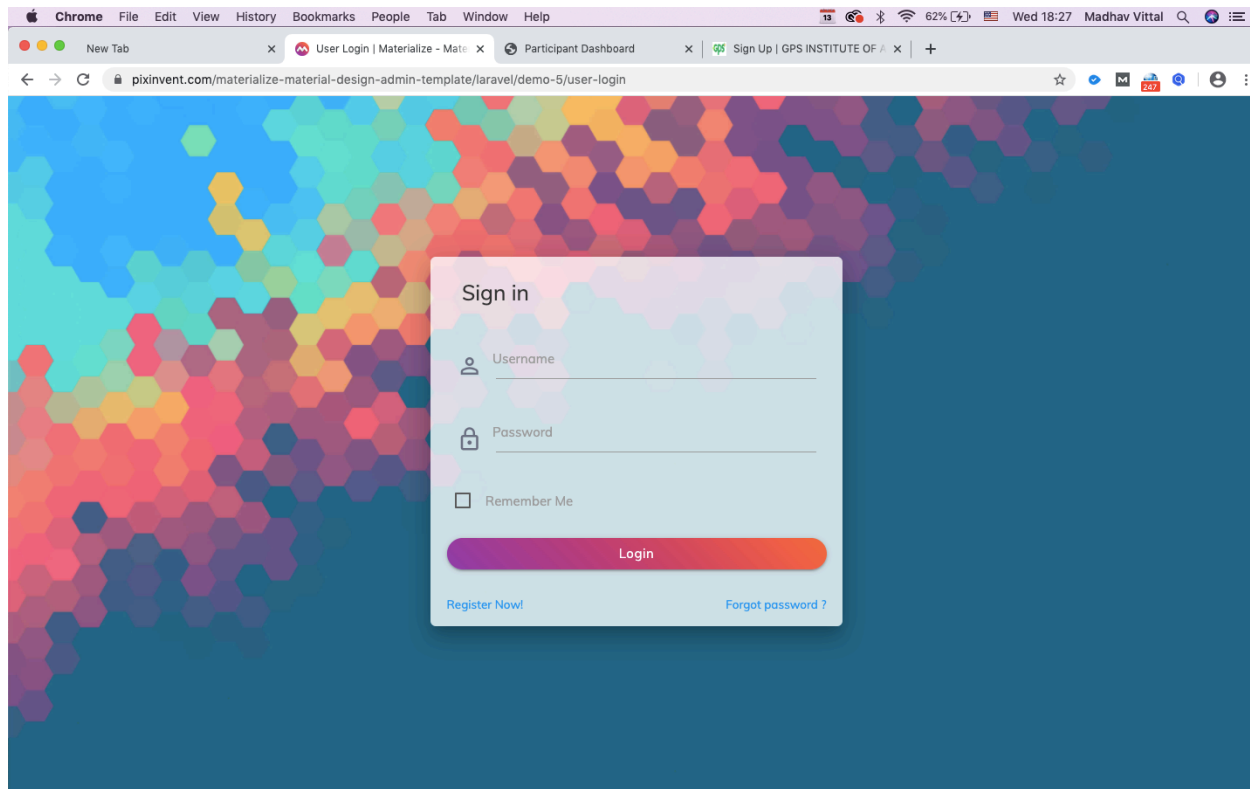 Chrome File Edit View History Bookmarks People Tab Window Help 13 62% Wed 18:27 Madhav Vittal
New Tab User Login | Materialize - Mate Participant Dashboard GPS Sign Up | GPS INSTITUTE OF A
pixinvent.com/materialize-material-design-admin-template/laravel/demo-5/user-login M 247
Sign in
Username
Password
Remember Me
Login
Register Now! Forgot password ?